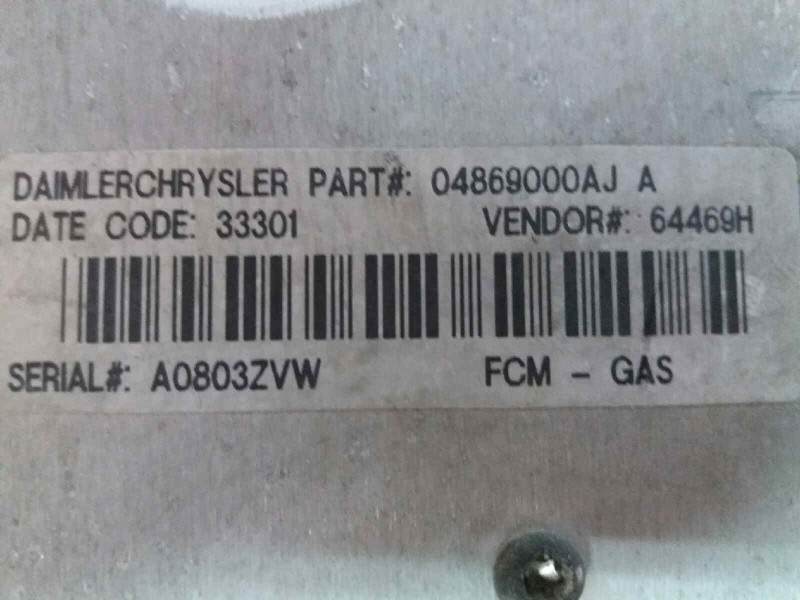 DAIMLERCHRYSLER PART#: 04869000AJ A
DATE CODE: 33301 VENDOR#: 64469H
SERIAL#: A0803ZVW FCM - GAS